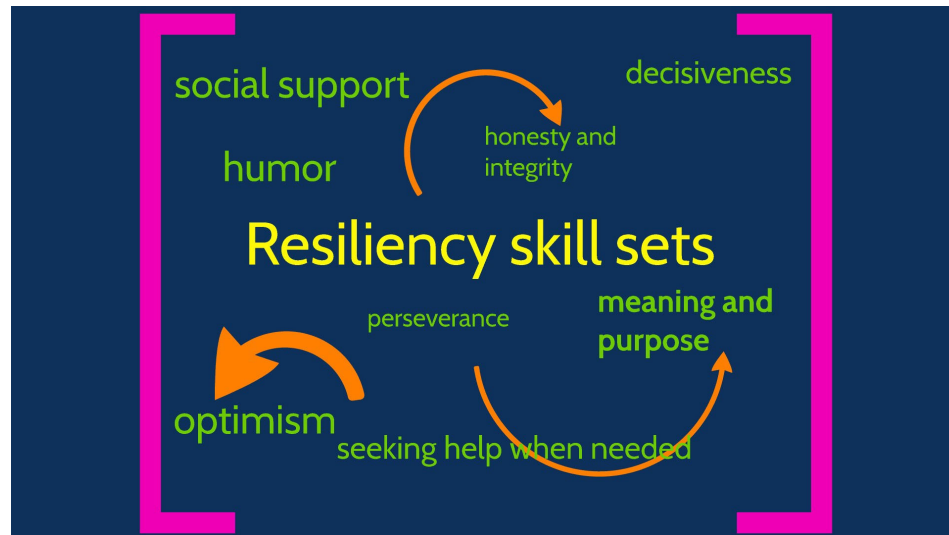 social support
decisiveness
honesty and
integrity
humor
Resiliency skill sets
meaning and
purpose
perseverance
optimism
seeking help when needed